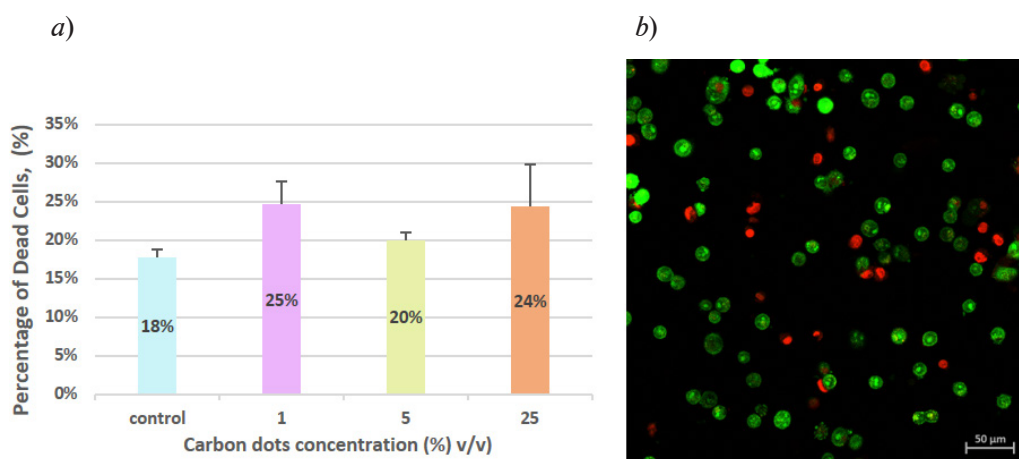 a)
b)
Percentage of Dead Cells, (%)
35%
30%
25%
20%
15%
10%
5%
0%
18%
25%
20%
24%
control
1
5
25
Carbon dots concentration (%) v/v)
50 µm